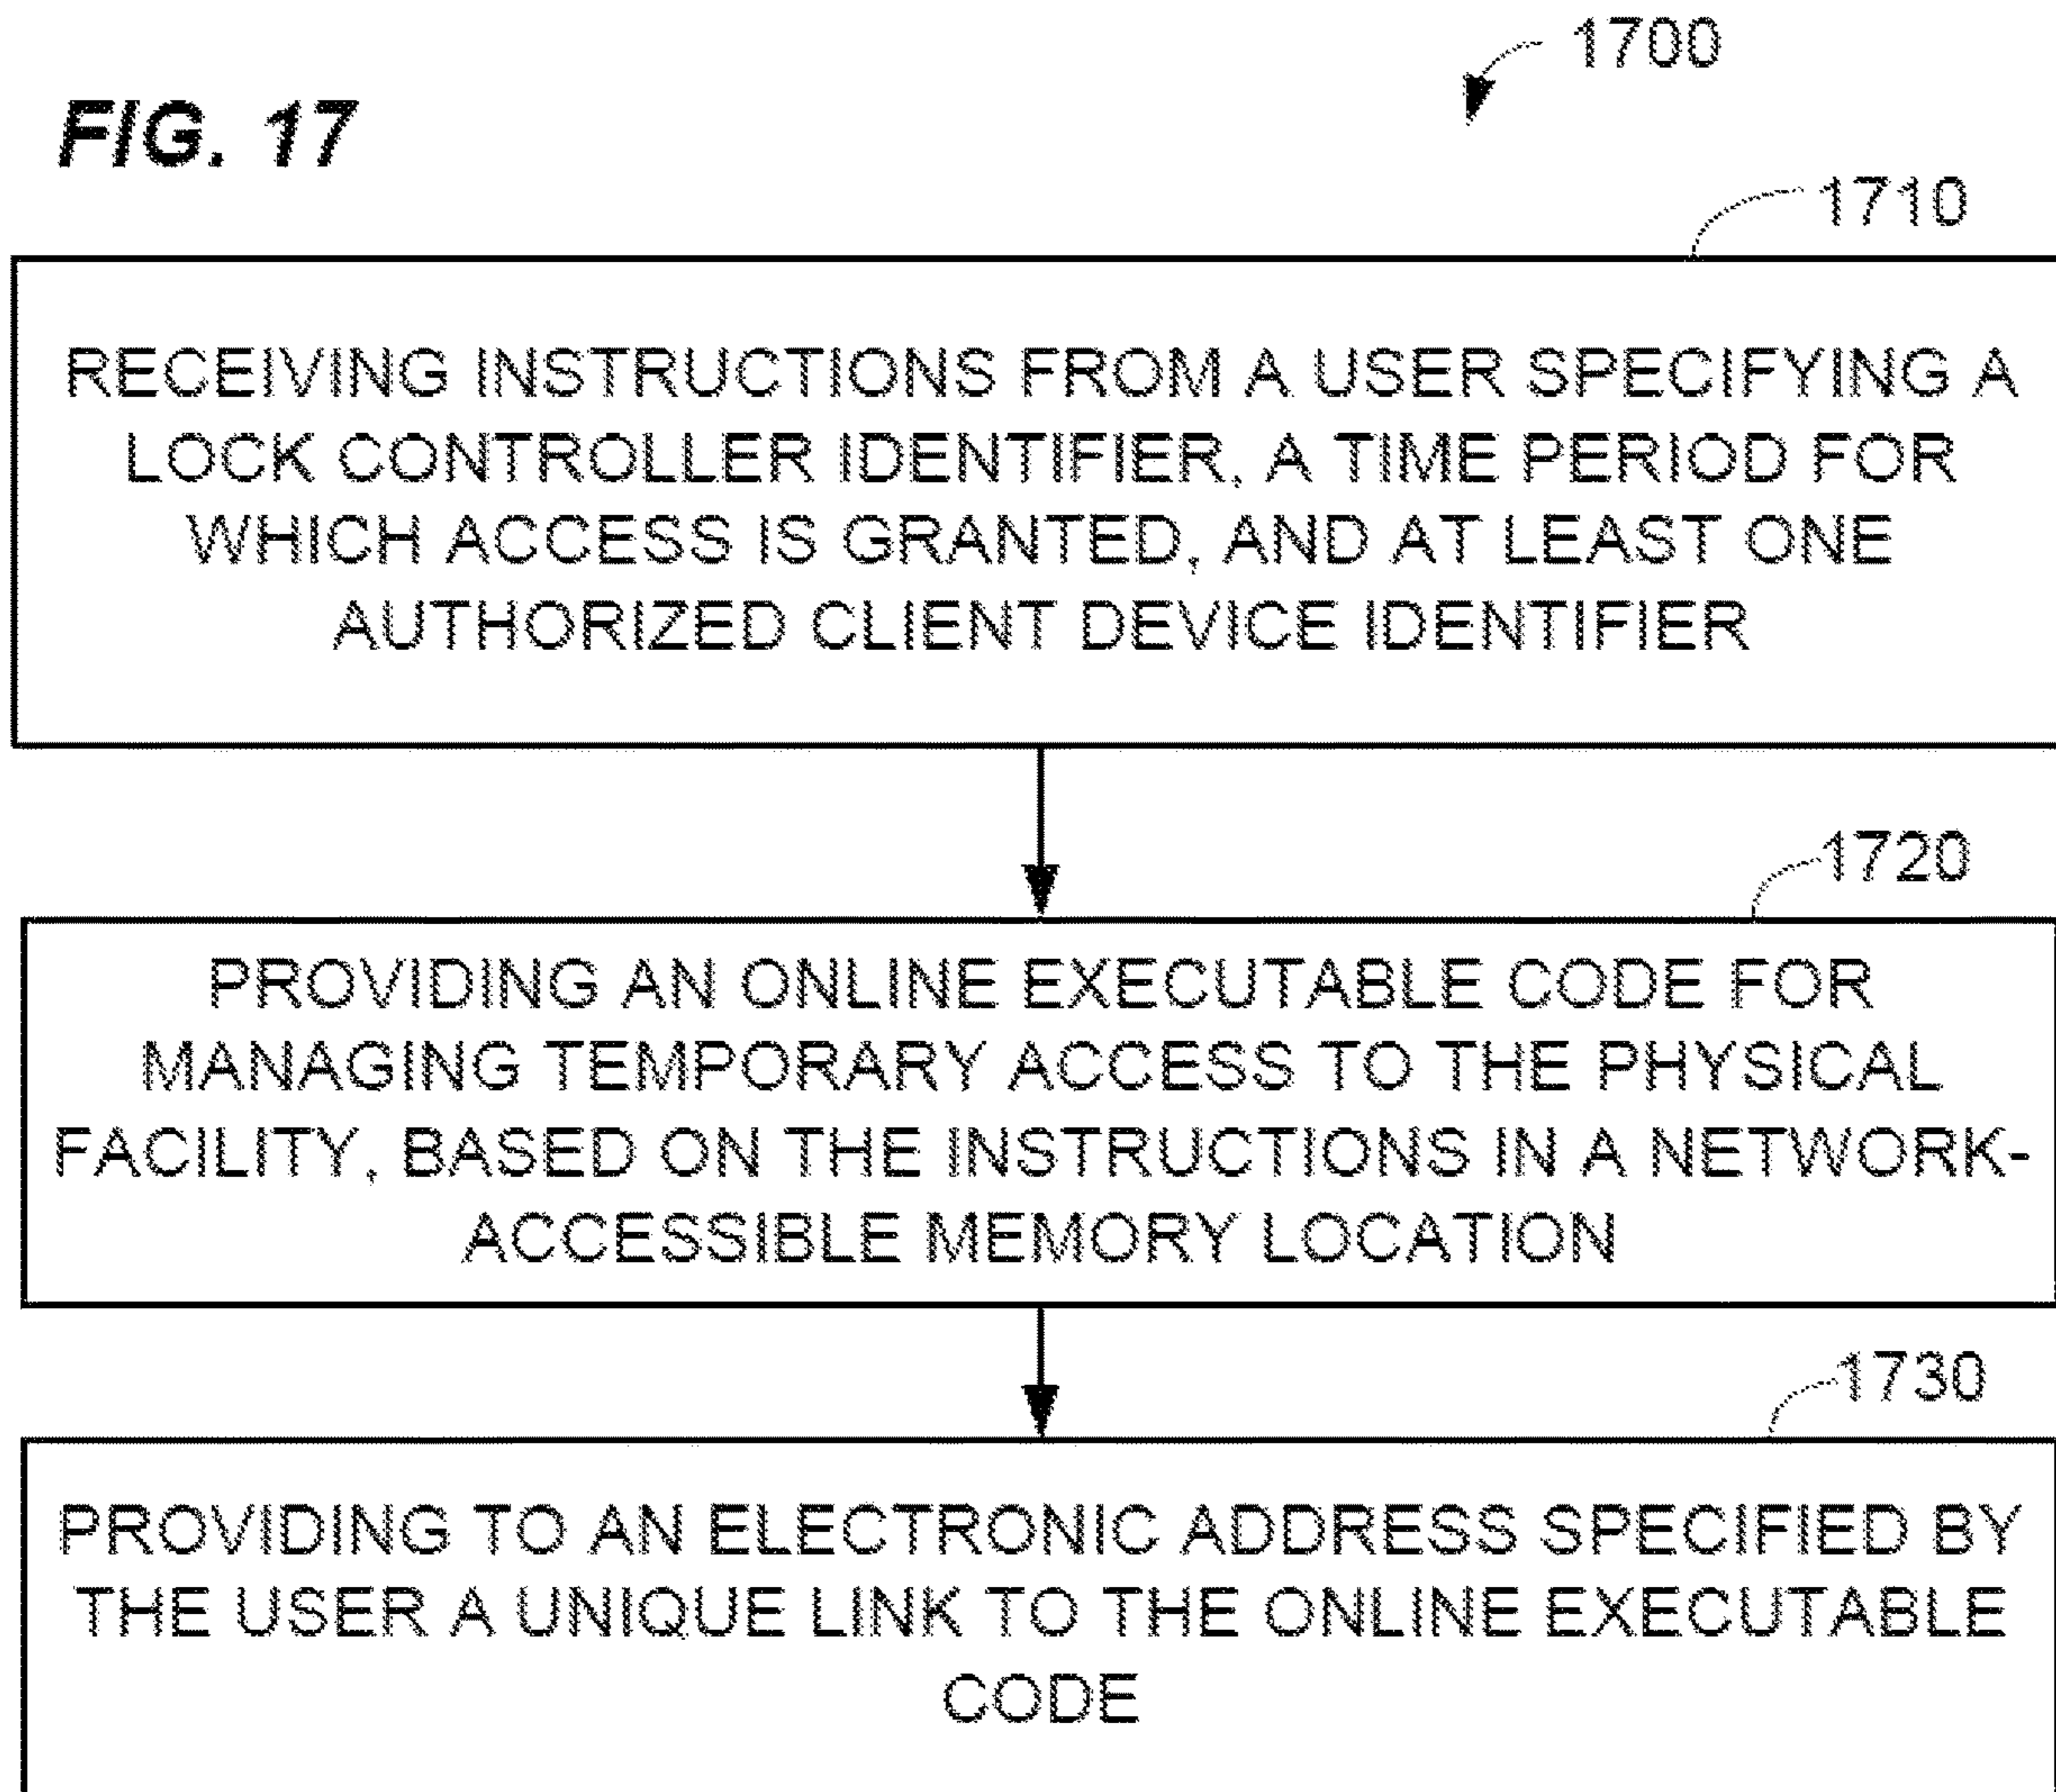 1700
FIG. 17
1710
RECEIVING INSTRUCTIONS FROM A USER SPECIFYING A
LOCK CONTROLLER IDENTIFIER, A TIME PERIOD FOR
WHICH ACCESS IS GRANTED, AND AT LEAST ONE
AUTHORIZED CLIENT DEVICE IDENTIFIER
1720
PROVIDING AN ONLINE EXECUTABLE CODE FOR
MANAGING TEMPORARY ACCESS TO THE PHYSICAL
FACILITY, BASED ON THE INSTRUCTIONS IN A NETWORK-
ACCESSIBLE MEMORY LOCATION
1730
PROVIDING TO AN ELECTRONIC ADDRESS SPECIFIED BY
THE USER A UNIQUE LINK TO THE ONLINE EXECUTABLE
CODE